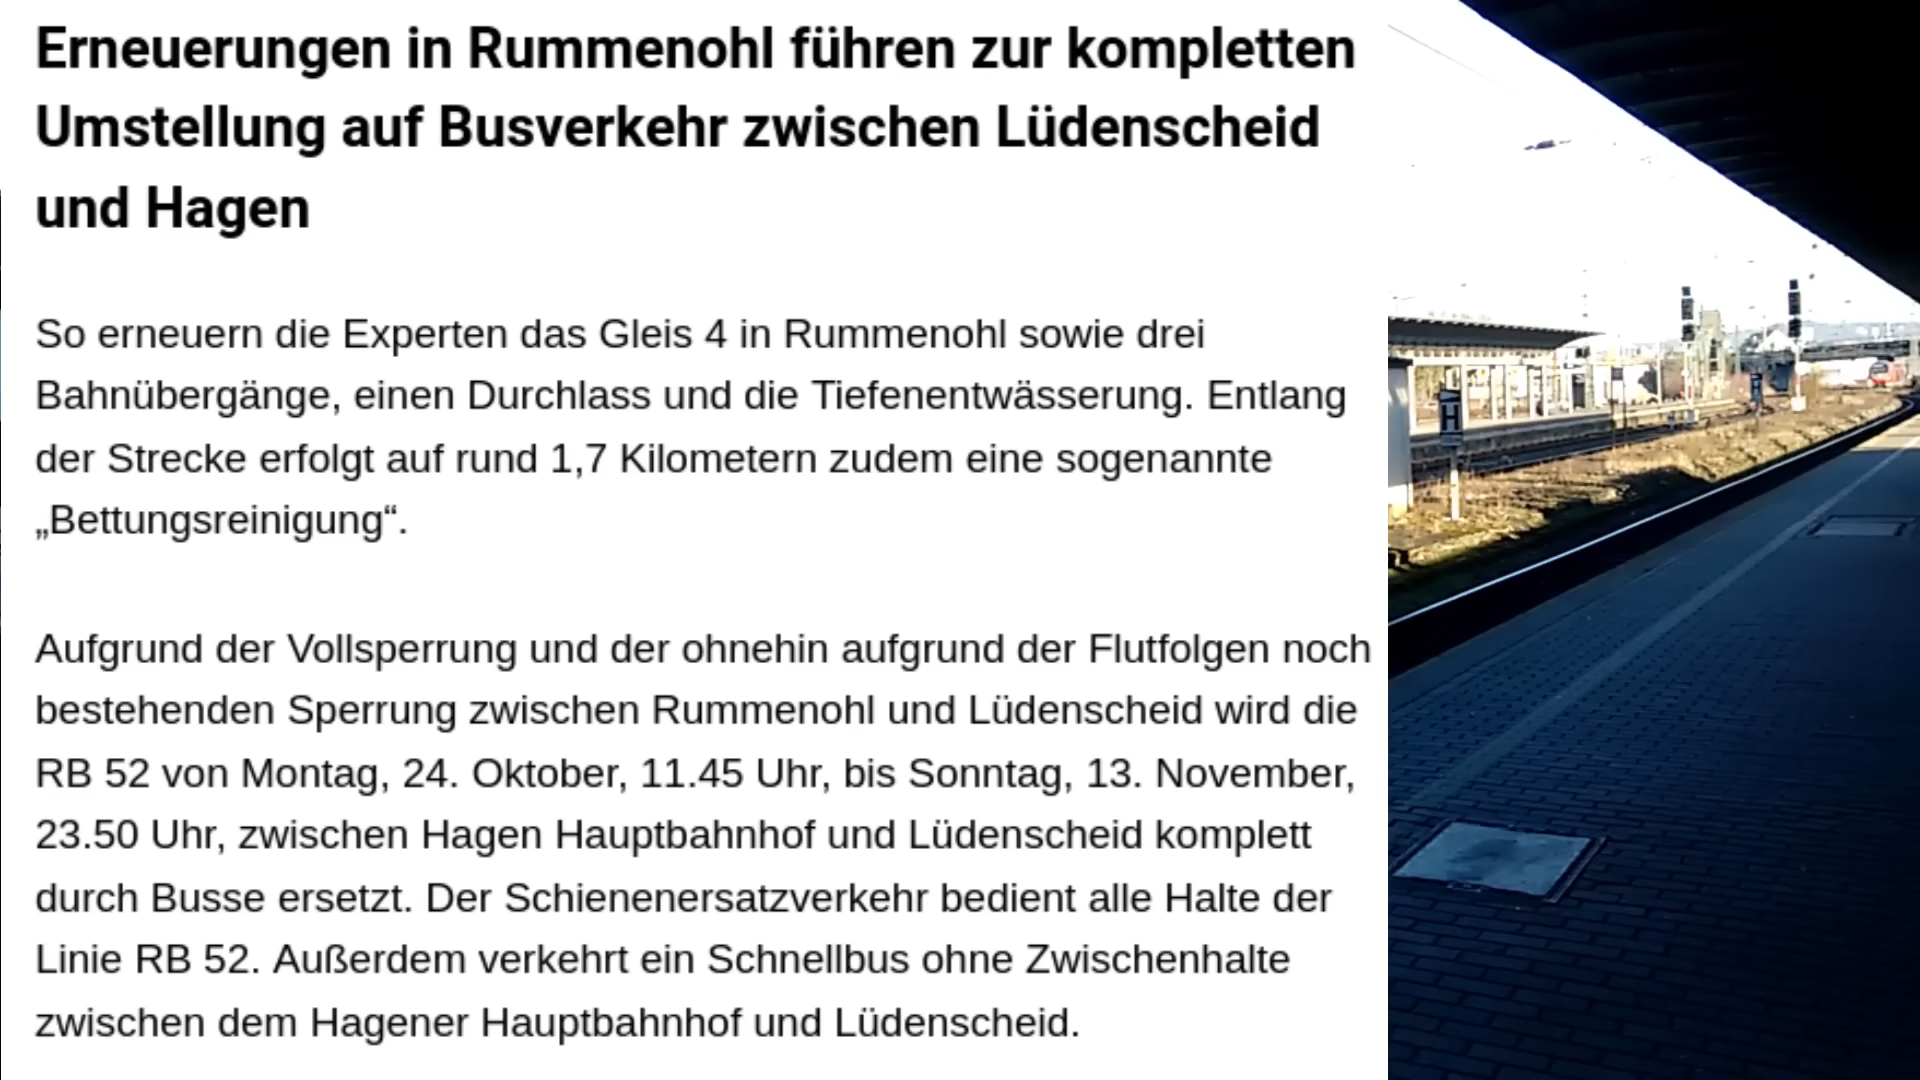 Erneuerungen in Rummenohl führen zur kompletten
Umstellung auf Busverkehr zwischen Lüdenscheid
und Hagen
So erneuern die Experten das Gleis 4 in Rummenohl sowie drei
Bahnübergänge, einen Durchlass und die Tiefenentwässerung. Entlang
der Strecke erfolgt auf rund 1,7 Kilometern zudem eine sogenannte
„Bettungsreinigung“.
Aufgrund der Vollsperrung und der ohnehin aufgrund der Flutfolgen noch
bestehenden Sperrung zwischen Rummenohl und Lüdenscheid wird die
RB 52 von Montag, 24. Oktober, 11.45 Uhr, bis Sonntag, 13. November,
23.50 Uhr, zwischen Hagen Hauptbahnhof und Lüdenscheid komplett
durch Busse ersetzt. Der Schienenersatzverkehr bedient alle Halte der
Linie RB 52. Außerdem verkehrt ein Schnellbus ohne Zwischenhalte
zwischen dem Hagener Hauptbahnhof und Lüdenscheid.
H